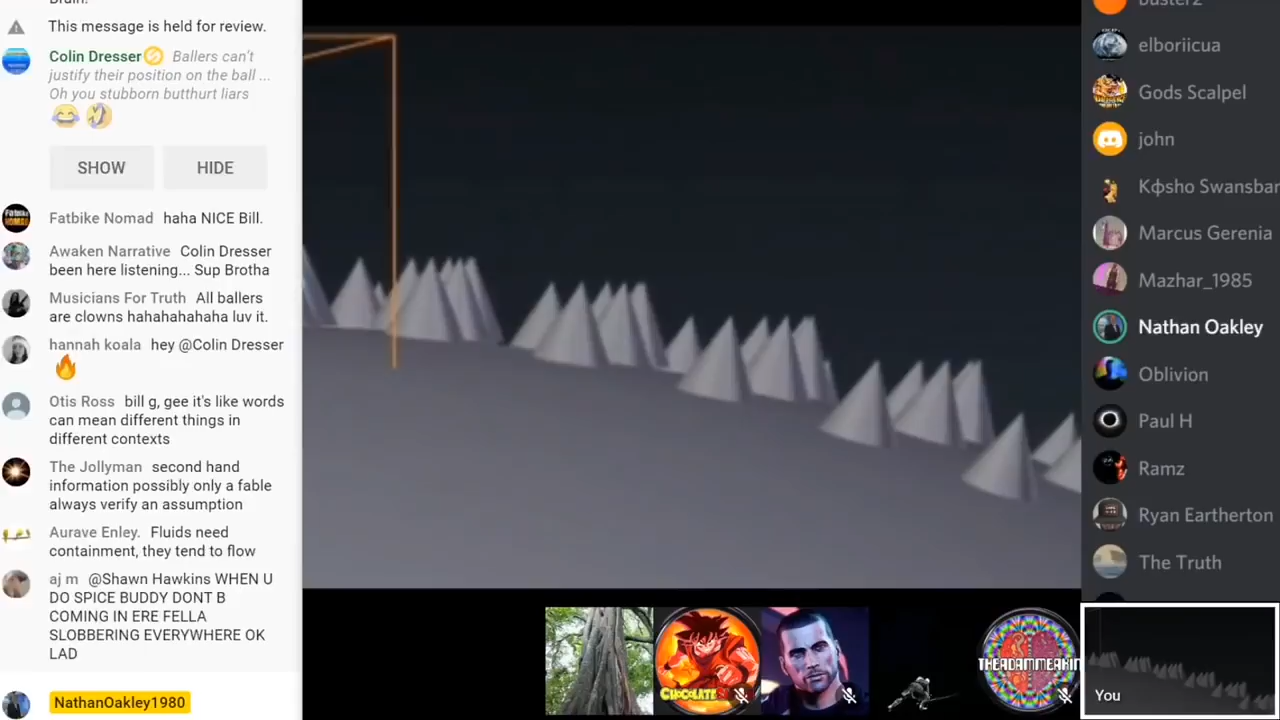 Brain!
This message is held for review.
Colin Dresser Ballers can't
justify their position on the ball ...
Oh you stubborn butthurt liars
SHOW HIDE
Fatbike Nomad haha NICE Bill.
Awaken Narrative Colin Dresser
been here listening... Sup Brotha
Musicians For Truth All ballers
are clowns hahahahahaha luv it.
hannah koala hey @Colin Dresser
Otis Ross bill g, gee it's like words
can mean different things in
different contexts
The Jollyman second hand
information possibly only a fable
always verify an assumption
Aurave Enley. Fluids need
containment, they tend to flow
aj m @Shawn Hawkins WHEN U
DO SPICE BUDDY DONT B
COMING IN ERE FELLA
SLOBBERING EVERYWHERE OK
LAD
NathanOakley1980
CHOCOLATE
THEADAMMEAKIN
buster2
elboriicua
Gods Scalpel
john
Kфsho Swansbar
Marcus Gerenia
Mazhar_1985
Nathan Oakley
Oblivion
Paul H
Ramz
Ryan Eartherton
The Truth
You